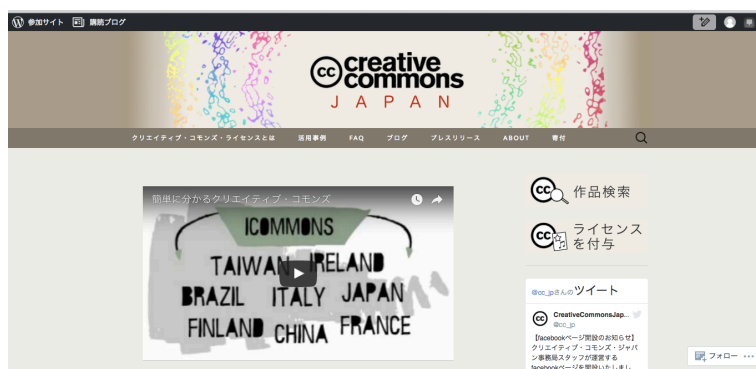 参加サイト 購読ブログ
cc creative commons
JAPAN
クリエイティブ・コモンズ・ライセンスとは 活用事例 FAQ ブログ プレスリリース ABOUT 寄付
簡単に分かるクリエイティブ・コモンズ
ICOMMONS
TAIWAN IRELAND
BRAZIL ITALY JAPAN
FINLAND CHINA FRANCE
cc 作品検索
cc ライセンス
を付与
@cc_jpさんのツイート
cc CreativeCommonsJap...
@cc_jp
【facebookページ開設のお知らせ】
クリエイティブ・コモンズ・ジャパ
ン事務局スタッフが運営する
facebookページを開設いたしまし
フォロー